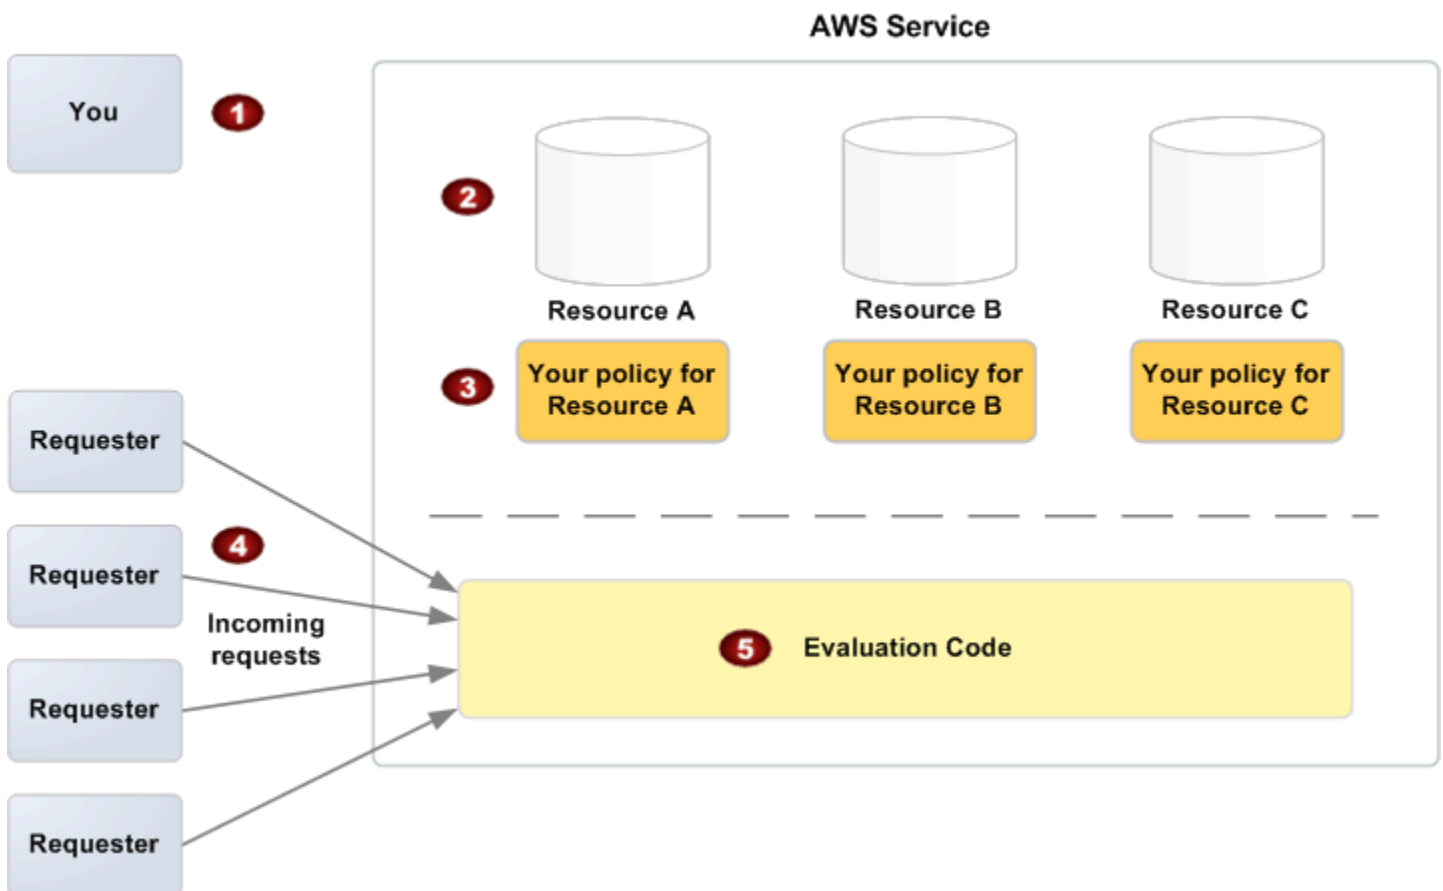 AWS Service
You
1
2
Resource A
Resource B
Resource C
3
Your policy for
Resource A
Your policy for
Resource B
Your policy for
Resource C
Requester
4
Requester
Incoming
requests
5
Evaluation Code
Requester
Requester